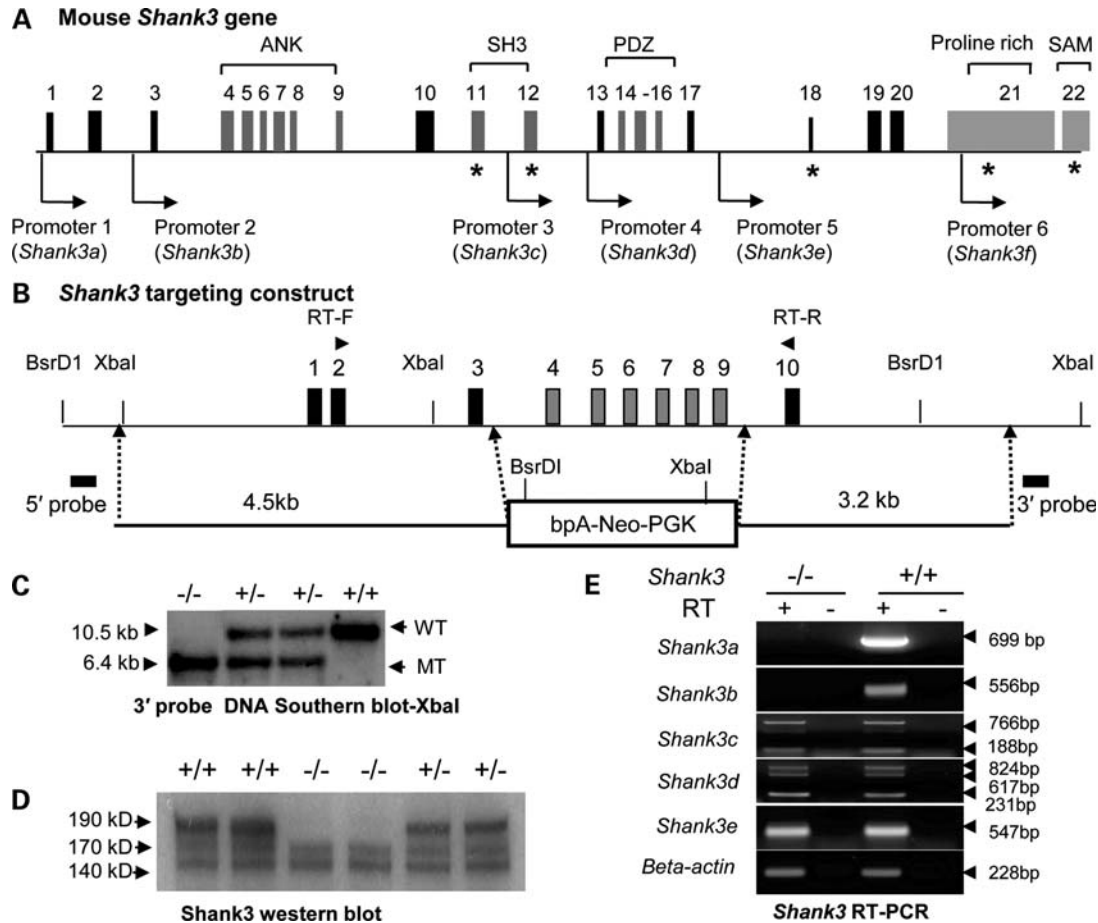 A Mouse Shank3 gene
ANK SH3 PDZ Proline rich SAM
1 2 3 4 5 6 7 8 9 10 11 12 13 14 -16 17 18 19 20 21 22
* * * * *
Promoter 1 Promoter 2 Promoter 3 Promoter 4 Promoter 5 Promoter 6
(Shank3a) (Shank3b) (Shank3c) (Shank3d) (Shank3e) (Shank3f)
B Shank3 targeting construct
RT-F RT-R
BsrD1 XbaI 1 2 XbaI 3 4 5 6 7 8 9 10 BsrD1 XbaI
BsrDI XbaI
5' probe 4.5kb bpA-Neo-PGK 3.2 kb 3' probe
C -/- +/- +/- +/+
10.5 kb WT
6.4 kb MT
3' probe DNA Southern blot-XbaI
D +/+ +/+ -/- -/- +/- +/-
190 kD
170 kD
140 kD
Shank3 western blot
E Shank3 -/- +/+
RT + - + -
Shank3a 699 bp
Shank3b 556bp
Shank3c 766bp
188bp
Shank3d 824bp
617bp
231bp
Shank3e 547bp
Beta-actin 228bp
Shank3 RT-PCR